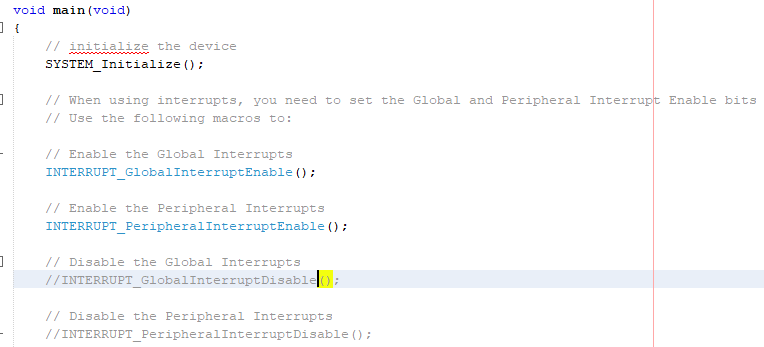 void main(void)
{
// initialize the device
SYSTEM_Initialize();
// When using interrupts, you need to set the Global and Peripheral Interrupt Enable bits
// Use the following macros to:
// Enable the Global Interrupts
INTERRUPT_GlobalInterruptEnable();
// Enable the Peripheral Interrupts
INTERRUPT_PeripheralInterruptEnable();
// Disable the Global Interrupts
//INTERRUPT_GlobalInterruptDisable();
// Disable the Peripheral Interrupts
//INTERRUPT_PeripheralInterruptDisable();